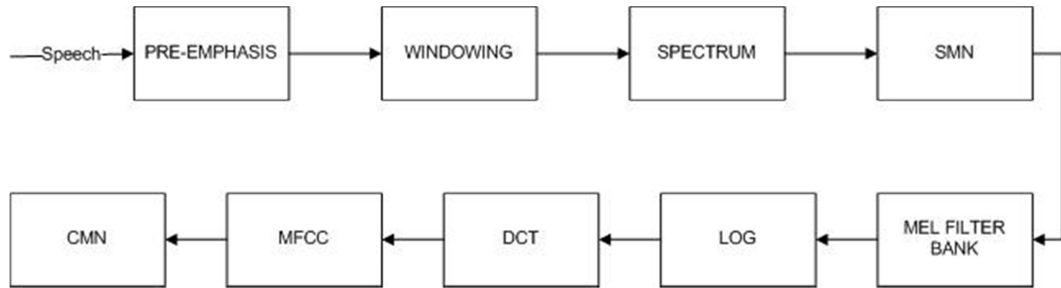 Speech
PRE-EMPHASIS
WINDOWING
SPECTRUM
SMN
CMN
MFCC
DCT
LOG
MEL FILTER
BANK